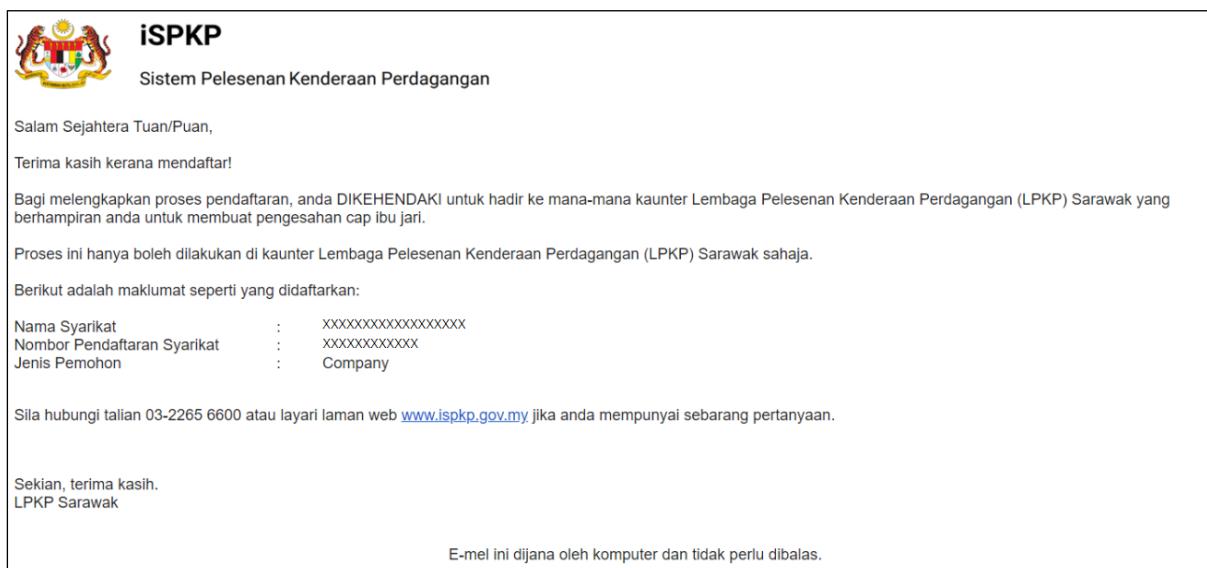 iSPKP
Sistem Pelesenan Kenderaan Perdagangan
Salam Sejahtera Tuan/Puan,
Terima kasih kerana mendaftar!
Bagi melengkapkan proses pendaftaran, anda DIKEHENDAKI untuk hadir ke mana-mana kaunter Lembaga Pelesenan Kenderaan Perdagangan (LPKP) Sarawak yang
berhampiran anda untuk membuat pengesahan cap ibu jari.
Proses ini hanya boleh dilakukan di kaunter Lembaga Pelesenan Kenderaan Perdagangan (LPKP) Sarawak sahaja.
Berikut adalah maklumat seperti yang didaftarkan:
Nama Syarikat : XXXXXXXXXXXXXXXXXX
Nombor Pendaftaran Syarikat : XXXXXXXXXXXX
Jenis Pemohon : Company
Sila hubungi talian 03-2265 6600 atau layari laman web www.ispkp.gov.my jika anda mempunyai sebarang pertanyaan.
Sekian, terima kasih.
LPKP Sarawak
E-mel ini dijana oleh komputer dan tidak perlu dibalas.